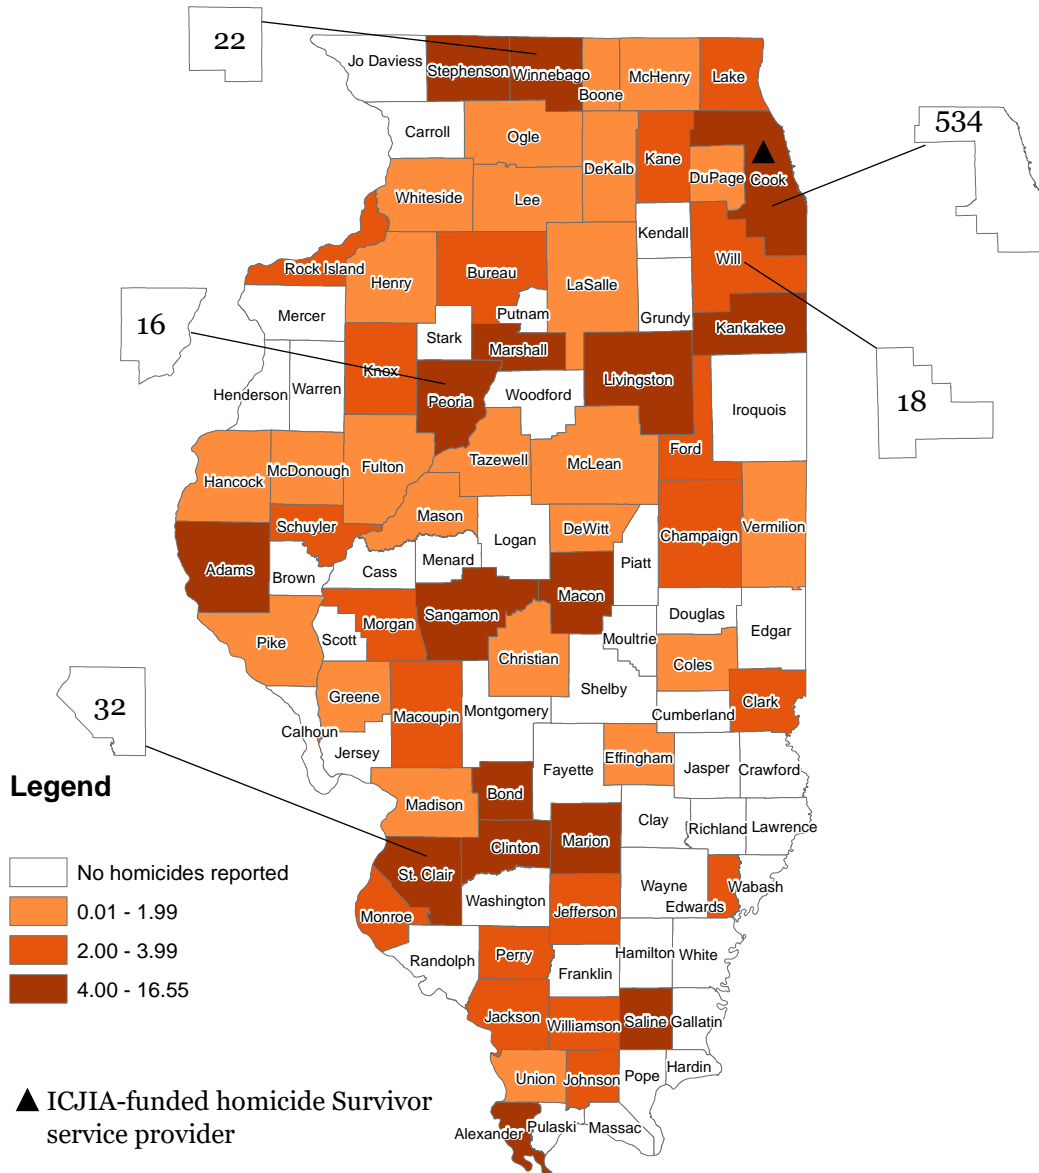 22
Jo Daviess
Stephenson
Winnebago
Boone
McHenry
Lake
534
Carroll
Ogle
DeKalb
Kane
DuPage
Cook
Whiteside
Lee
Kendall
Will
Rock Island
Henry
Bureau
LaSalle
Putnam
Grundy
Kankakee
Mercer
16
Stark
Marshall
Knox
Peoria
Livingston
18
Henderson
Warren
Woodford
Iroquois
Ford
Tazewell
McLean
Hancock
McDonough
Fulton
Mason
Schuyler
Logan
DeWitt
Champaign
Vermilion
Adams
Brown
Cass
Menard
Piatt
Macon
Sangamon
Douglas
Edgar
Morgan
Scott
Pike
Christian
Moultrie
Coles
Shelby
Greene
Macoupin
Montgomery
Cumberland
Clark
32
Calhoun
Jersey
Fayette
Effingham
Jasper
Crawford
Legend
Madison
Bond
Clay
Richland
Lawrence
Clinton
Marion
St. Clair
No homicides reported
Washington
Wayne
Edwards
Wabash
0.01 - 1.99
Monroe
Jefferson
2.00 - 3.99
Randolph
Perry
Franklin
Hamilton
White
4.00 - 16.55
Jackson
Williamson
Saline
Gallatin
Union
Johnson
Pope
Hardin
ICJIA-funded homicide Survivor
service provider
Alexander
Pulaski
Massac